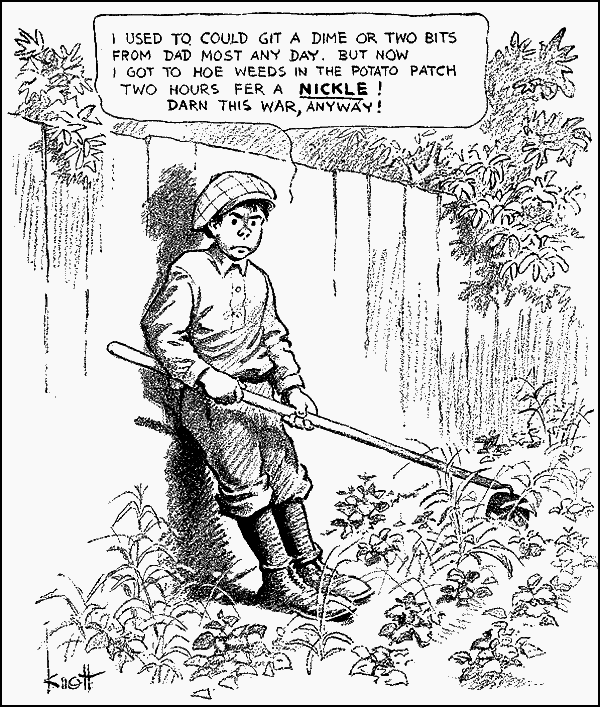 I USED TO COULD GIT A DIME OR TWO BITS
FROM DAD MOST ANY DAY. BUT NOW
I GOT TO HOE WEEDS IN THE POTATO PATCH
TWO HOURS FER A NICKLE!
DARN THIS WAR, ANYWAY!
Knott